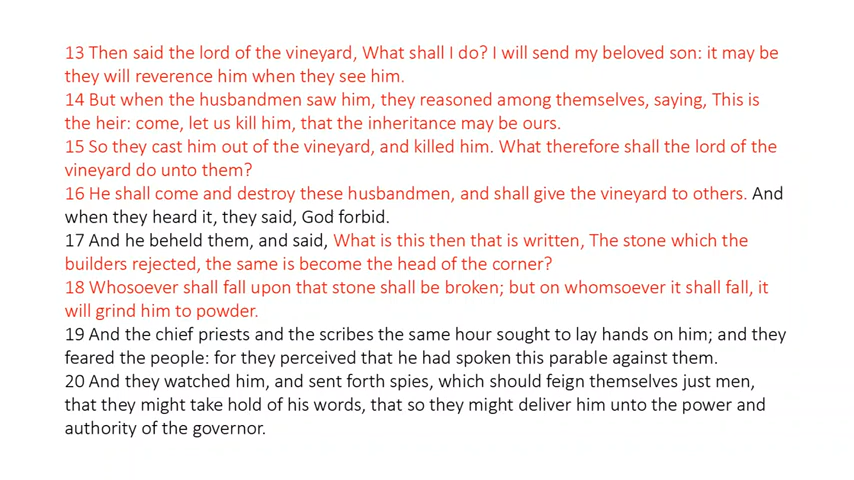 13 Then said the lord of the vineyard, What shall I do? I will send my beloved son: it may be
they will reverence him when they see him.
14 But when the husbandmen saw him, they reasoned among themselves, saying, This is
the heir: come, let us kill him, that the inheritance may be ours.
15 So they cast him out of the vineyard, and killed him. What therefore shall the lord of the
vineyard do unto them?
16 He shall come and destroy these husbandmen, and shall give the vineyard to others. And
when they heard it, they said, God forbid.
17 And he beheld them, and said, What is this then that is written, The stone which the
builders rejected, the same is become the head of the corner?
18 Whosoever shall fall upon that stone shall be broken; but on whomsoever it shall fall, it
will grind him to powder.
19 And the chief priests and the scribes the same hour sought to lay hands on him; and they
feared the people: for they perceived that he had spoken this parable against them.
20 And they watched him, and sent forth spies, which should feign themselves just men,
that they might take hold of his words, that so they might deliver him unto the power and
authority of the governor.